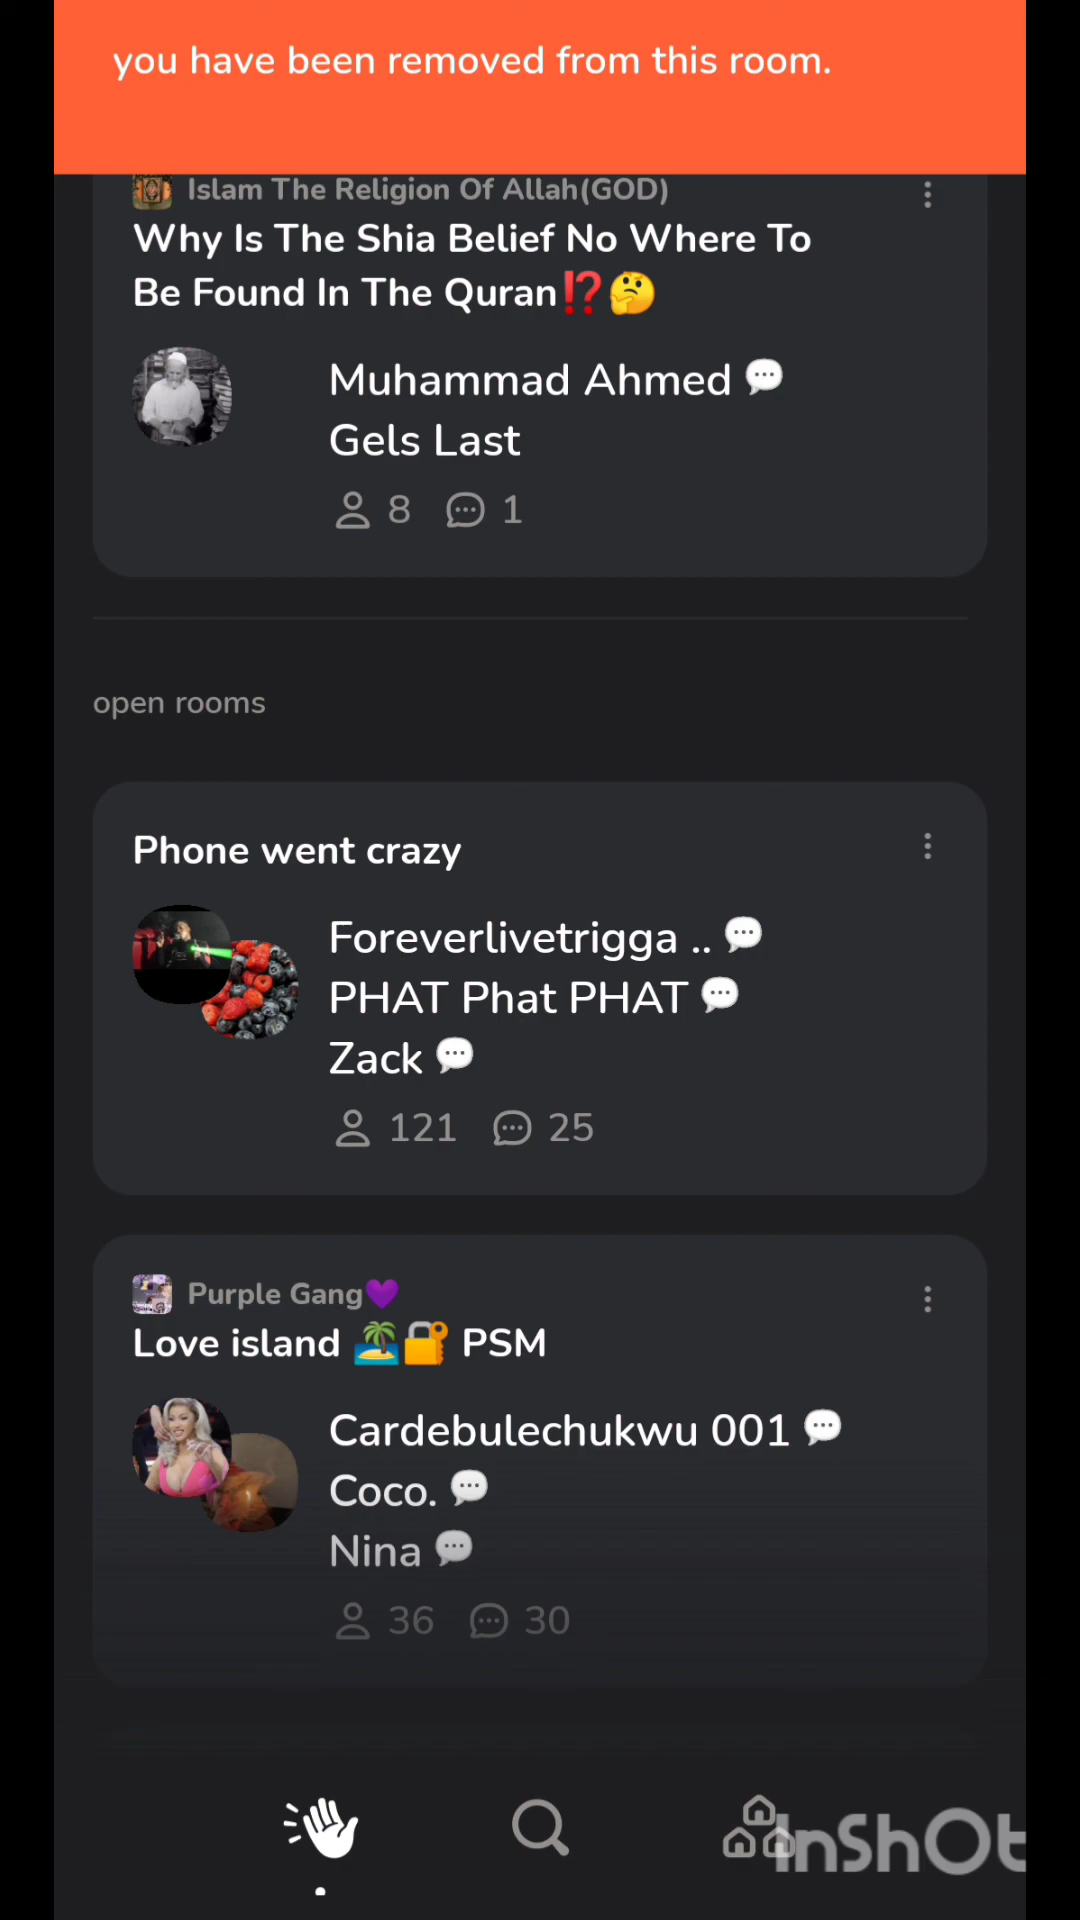 you have been removed from this room.
Islam The Religion Of Allah(GOD)
Why Is The Shia Belief No Where To
Be Found In The Quran⁉️🤔
Muhammad Ahmed 💬
Gels Last
8 1
open rooms
Phone went crazy
Foreverlivetrigga .. 💬
PHAT Phat PHAT 💬
Zack 💬
121 25
Purple Gang💜
Love island 🏝️🔐 PSM
Cardebulechukwu 001 💬
Coco. 💬
Nina 💬
36 30
InShOt